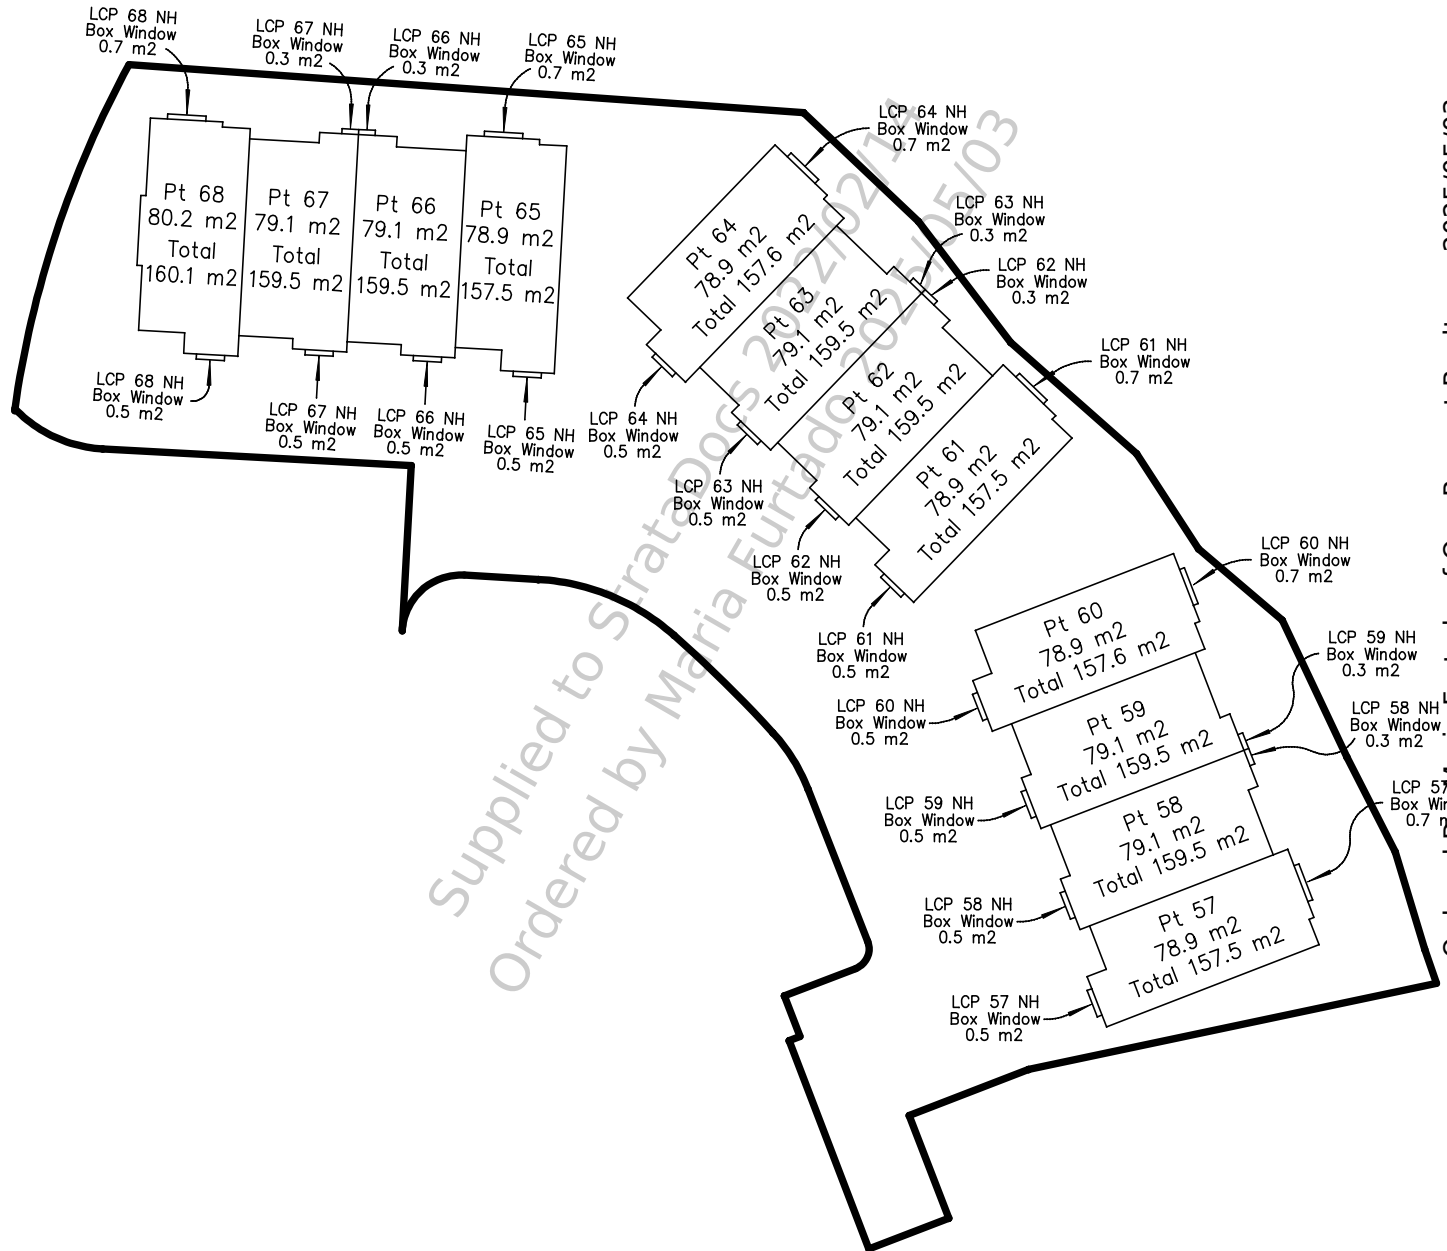 LCP 68 NH
Box Window
0.7 m2
LCP 67 NH
Box Window
0.3 m2
LCP 66 NH
Box Window
0.3 m2
LCP 65 NH
Box Window
0.7 m2
LCP 64 NH
Box Window
0.7 m2
Pt 68
80.2 m2
Total
160.1 m2
Pt 67
79.1 m2
Total
159.5 m2
Pt 66
79.1 m2
Total
159.5 m2
Pt 65
78.9 m2
Total
157.5 m2
LCP 68 NH
Box Window
0.5 m2
LCP 67 NH
Box Window
0.5 m2
LCP 66 NH
Box Window
0.5 m2
LCP 65 NH
Box Window
0.5 m2
Pt 64
78.9 m2
Total 157.6 m2
LCP 63 NH
Box Window
0.3 m2
LCP 62 NH
Box Window
0.3 m2
Pt 63
79.1 m2
Total 159.5 m2
LCP 61 NH
Box Window
0.7 m2
Pt 62
79.1 m2
Total 159.5 m2
Pt 61
78.9 m2
Total 157.5 m2
LCP 64 NH
Box Window
0.5 m2
LCP 63 NH
Box Window
0.5 m2
LCP 62 NH
Box Window
0.5 m2
LCP 61 NH
Box Window
0.5 m2
LCP 60 NH
Box Window
0.7 m2
Pt 60
78.9 m2
Total 157.6 m2
LCP 59 NH
Box Window
0.3 m2
LCP 60 NH
Box Window
0.5 m2
Pt 59
79.1 m2
Total 159.5 m2
LCP 58 NH
Box Window
0.3 m2
LCP 59 NH
Box Window
0.5 m2
Pt 58
79.1 m2
Total 159.5 m2
LCP 57
Box
0.7
LCP 58 NH
Box Window
0.5 m2
Pt 57
78.9 m2
Total 157.5 m2
LCP 57 NH
Box Window
0.5 m2
Supplied to StrataDocs 2022/02/14
Ordered by Maria Furtado 2025/05/03